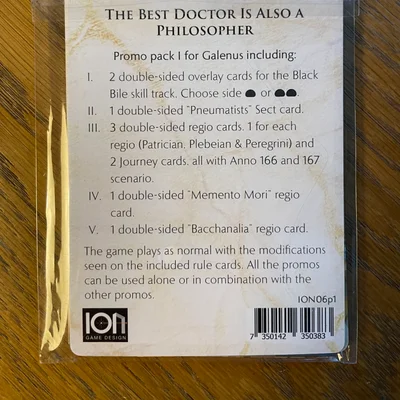 The Best Doctor Is Also a
Philosopher
Promo pack I for Galenus including:
I. 2 double-sided overlay cards for the Black
Bile skill track. Choose side or
II. 1 double-sided "Pneumatists" Sect card.
III. 3 double-sided regio cards. 1 for each
regio (Patrician, Plebeian & Peregrini) and
2 Journey cards. all with Anno 166 and 167
scenario.
IV. 1 double-sided "Memento Mori" regio
card.
V. 1 double-sided "Bacchanalia" regio card.
The game plays as normal with the modifications
seen on the included rule cards. All the promos
can be used alone or in combination with the
other promos.
ION06p1
ION
GAME DESIGN
7 350142 350383